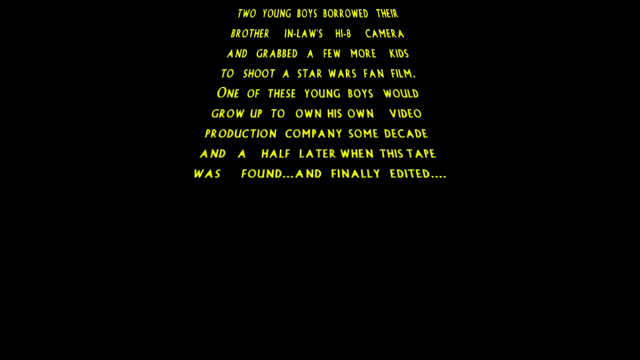 TWO YOUNG BOYS BORROWED THEIR
BROTHER IN-LAW'S HI-8 CAMERA
AND GRABBED A FEW MORE KIDS
TO SHOOT A STAR WARS FAN FILM.
ONE OF THESE YOUNG BOYS WOULD
GROW UP TO OWN HIS OWN VIDEO
PRODUCTION COMPANY SOME DECADE
AND A HALF LATER WHEN THIS TAPE
WAS FOUND...AND FINALLY EDITED....